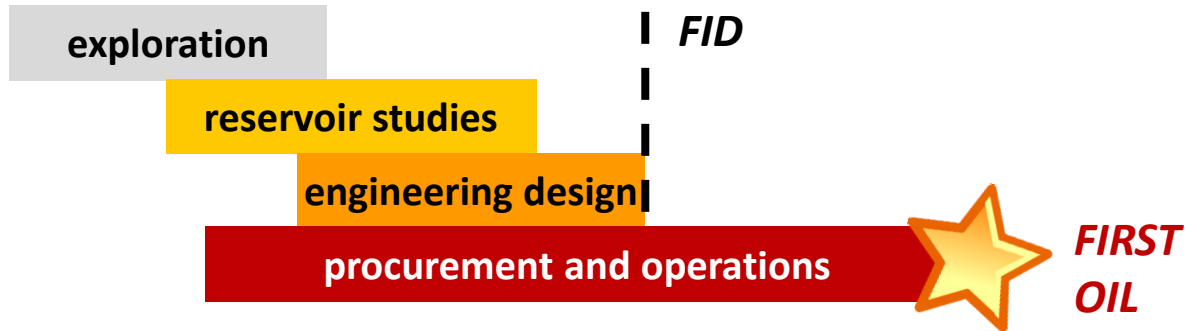 exploration
FID
reservoir studies
engineering design
procurement and operations
FIRST
OIL